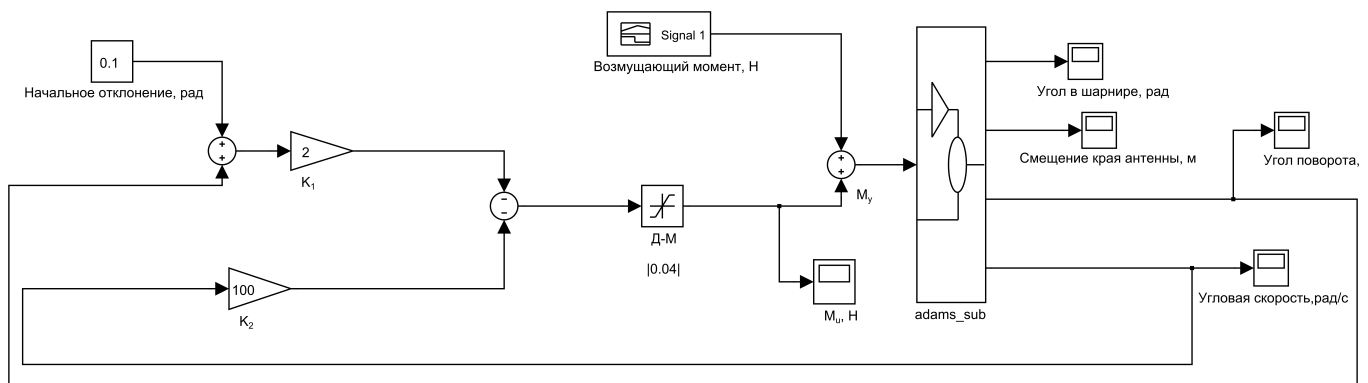 Signal 1
Возмущающий момент, Н
0.1
Начальное отклонение, рад
+
+
2
K1
Угол в шарнире, рад
Смещение края антенны, м
Угол поворота,
+
+
Mу
−
−
Д-М
|0.04|
100
K2
Mu, Н
adams_sub
Угловая скорость,рад/с